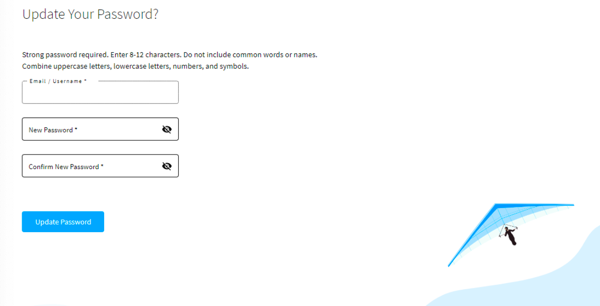 Update Your Password?
Strong password required. Enter 8-12 characters. Do not include common words or names.
Combine uppercase letters, lowercase letters, numbers, and symbols.
Email / Username *
New Password *
Confirm New Password *
Update Password